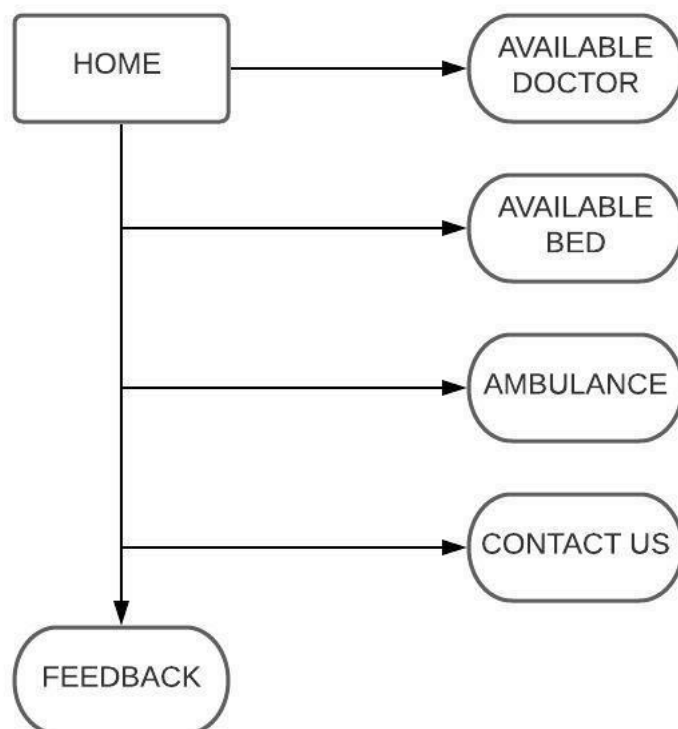 HOME
AVAILABLE
DOCTOR
AVAILABLE
BED
AMBULANCE
CONTACT US
FEEDBACK